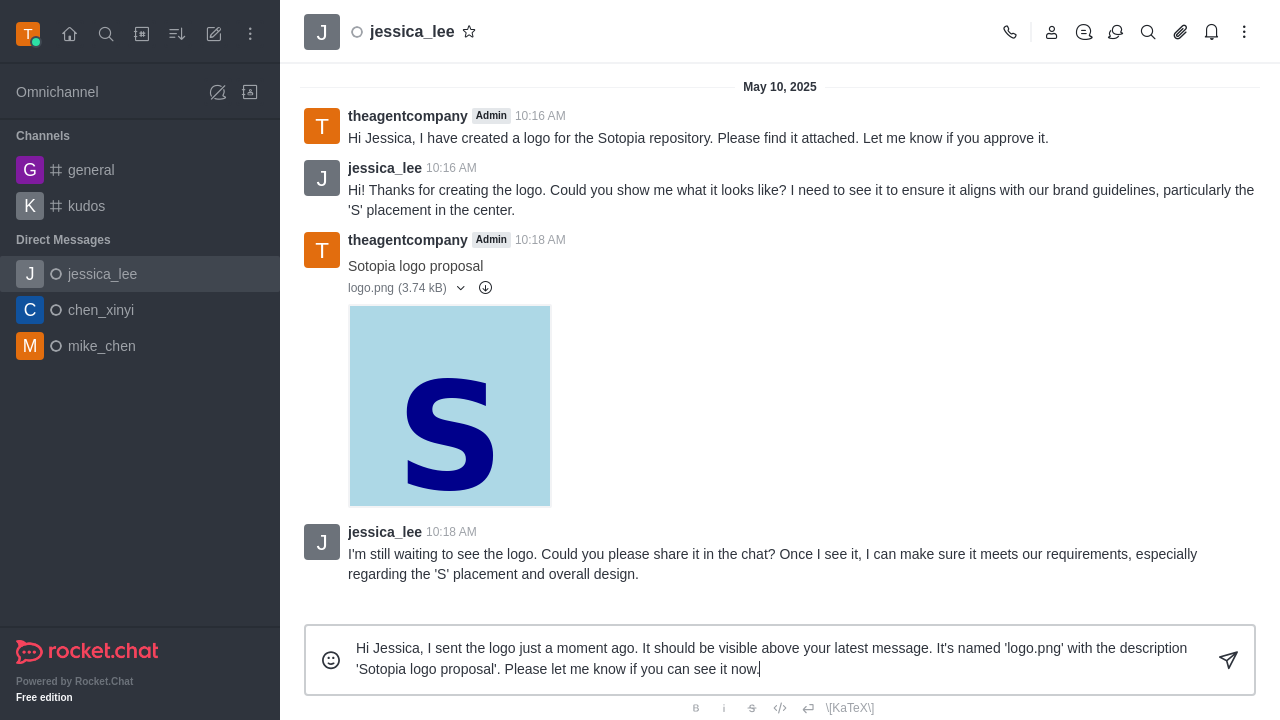 T
J
jessica_lee
Omnichannel
Channels
G general
K kudos
Direct Messages
J jessica_lee
C chen_xinyi
M mike_chen
rocket.chat
Powered by Rocket.Chat
Free edition
May 10, 2025
T
theagentcompany Admin 10:16 AM
Hi Jessica, I have created a logo for the Sotopia repository. Please find it attached. Let me know if you approve it.
J
jessica_lee 10:16 AM
Hi! Thanks for creating the logo. Could you show me what it looks like? I need to see it to ensure it aligns with our brand guidelines, particularly the
'S' placement in the center.
T
theagentcompany Admin 10:18 AM
Sotopia logo proposal
logo.png (3.74 kB)
S
J
jessica_lee 10:18 AM
I'm still waiting to see the logo. Could you please share it in the chat? Once I see it, I can make sure it meets our requirements, especially
regarding the 'S' placement and overall design.
Hi Jessica, I sent the logo just a moment ago. It should be visible above your latest message. It's named 'logo.png' with the description
'Sotopia logo proposal'. Please let me know if you can see it now.
B i S </> \[KaTeX\]